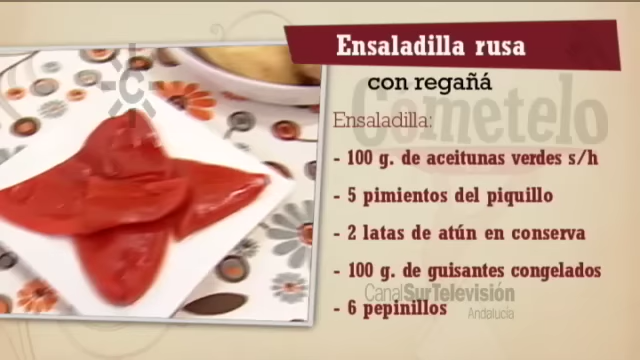 Ensaladilla rusa
con regañá
Cometelo
Ensaladilla:
- 100 g. de aceitunas verdes s/h
- 5 pimientos del piquillo
- 2 latas de atún en conserva
- 100 g. de guisantes congelados
CanalSurTelevisión
Andalucía
- 6 pepinillos